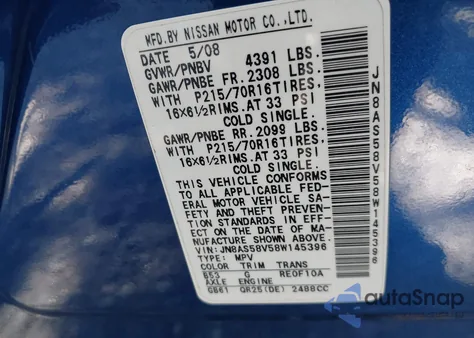 MFD.BY NISSAN MOTOR CO.,LTD.
DATE 5/08
GVWR/PNBV 4391 LBS.
GAWR/PNBE FR. 2308 LBS.
WITH P215/70R16TIRES.
16X6½RIMS.AT 33 PSI
COLD SINGLE.
GAWR/PNBE RR. 2099 LBS.
WITH P215/70R16TIRES.
16X6½RIMS.AT 33 PSI
COLD SINGLE.
THIS VEHICLE CONFORMS
TO ALL APPLICABLE FED-
ERAL MOTOR VEHICLE SA-
FETY AND THEFT PREVENTION
STANDARDS IN EFF-
ECT ON THE DATE OF MA-
NUFACTURE SHOWN ABOVE
VIN:JN8AS58V58W145396
TYPE: MPV
COLOR TRIM TRANS
B53 G RE0F10A
AXLE ENGINE
GB61 QR25(DE) 2488CC
JN8AS58V58W145396
autoSnap